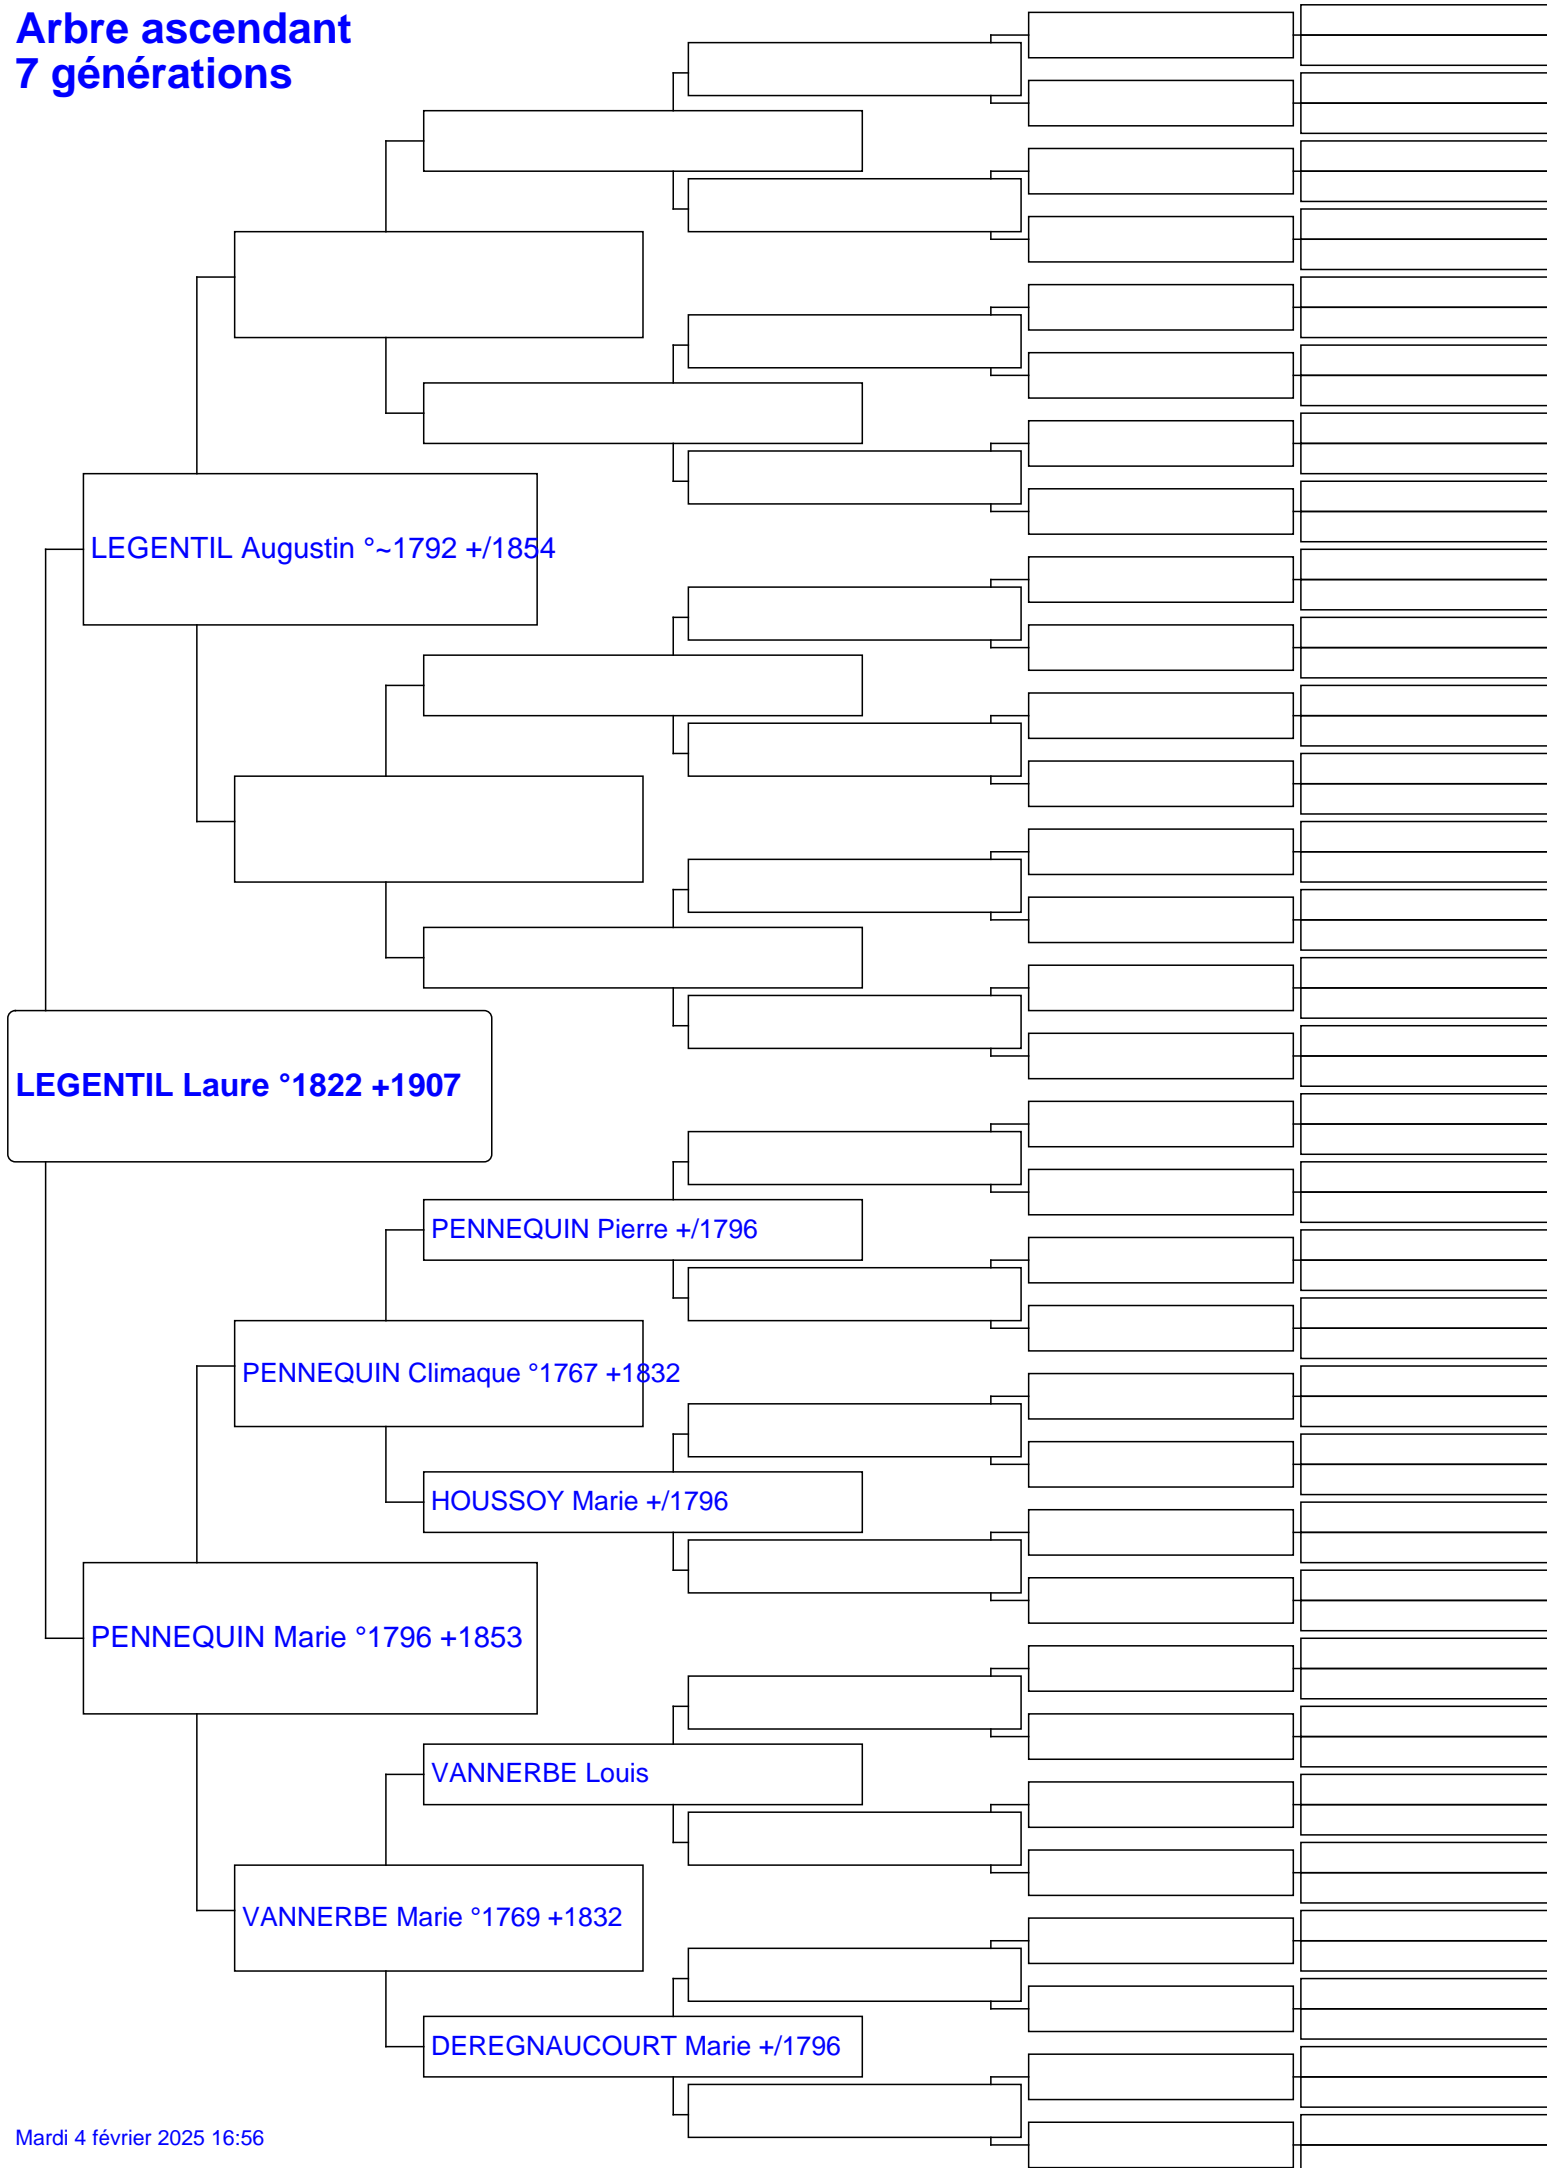 Arbre ascendant
7 générations
LEGENTIL Augustin °~1792 +/1854
LEGENTIL Laure °1822 +1907
PENNEQUIN Pierre +/1796
PENNEQUIN Climaque °1767 +1832
HOUSSOY Marie +/1796
PENNEQUIN Marie °1796 +1853
VANNERBE Louis
VANNERBE Marie °1769 +1832
DEREGNAUCOURT Marie +/1796
Mardi 4 février 2025 16:56